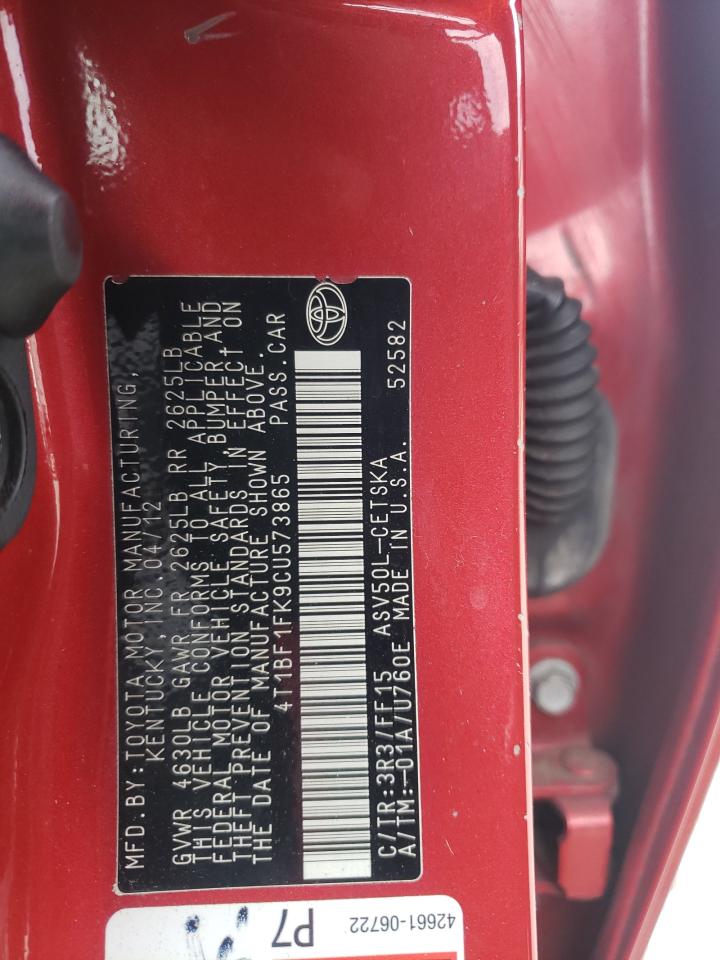 MFD.BY:TOYOTA MOTOR MANUFACTURING,
KENTUCKY,INC.04/12
GVWR 4630LB GAWR FR 2625LB RR 2625LB
THIS VEHICLE CONFORMS TO ALL APPLICABLE
FEDERAL MOTOR VEHICLE SAFETY, BUMPER,AND
THEFT PREVENTION STANDARDS IN EFFECT ON
THE DATE OF MANUFACTURE SHOWN ABOVE.
4T1BF1FK9CU573865 PASS.CAR
C/TR:3R3/FF15 ASV50L-CETSKA
A/TM:-01A/U760E MADE IN U.S.A. 52582
P7
42661-06722